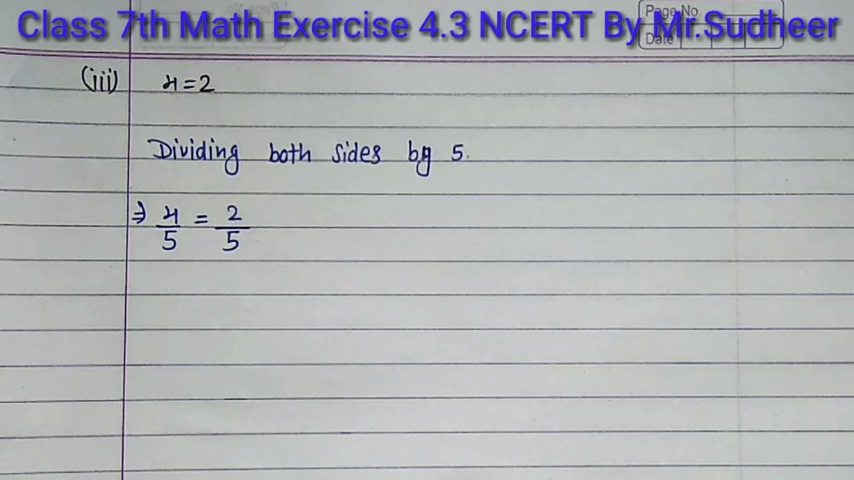 Class 7th Math Exercise 4.3 NCERT By Mr.Sudheer
Page No
Date
(iii) x=2
Dividing both sides by 5.
⇒ x/5 = 2/5